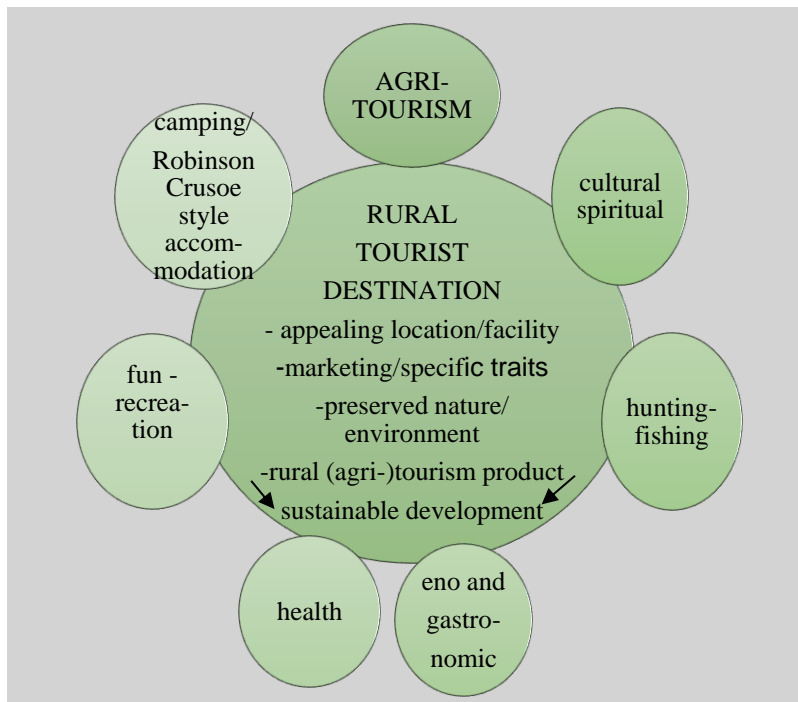 AGRI-
TOURISM
cultural
spiritual
hunting-
fishing
eno and
gastro-
nomic
health
fun -
recrea-
tion
camping/
Robinson
Crusoe
style
accom-
modation
RURAL
TOURIST
DESTINATION
- appealing location/facility
-marketing/specific traits
-preserved nature/
environment
-rural (agri-)tourism product
sustainable development